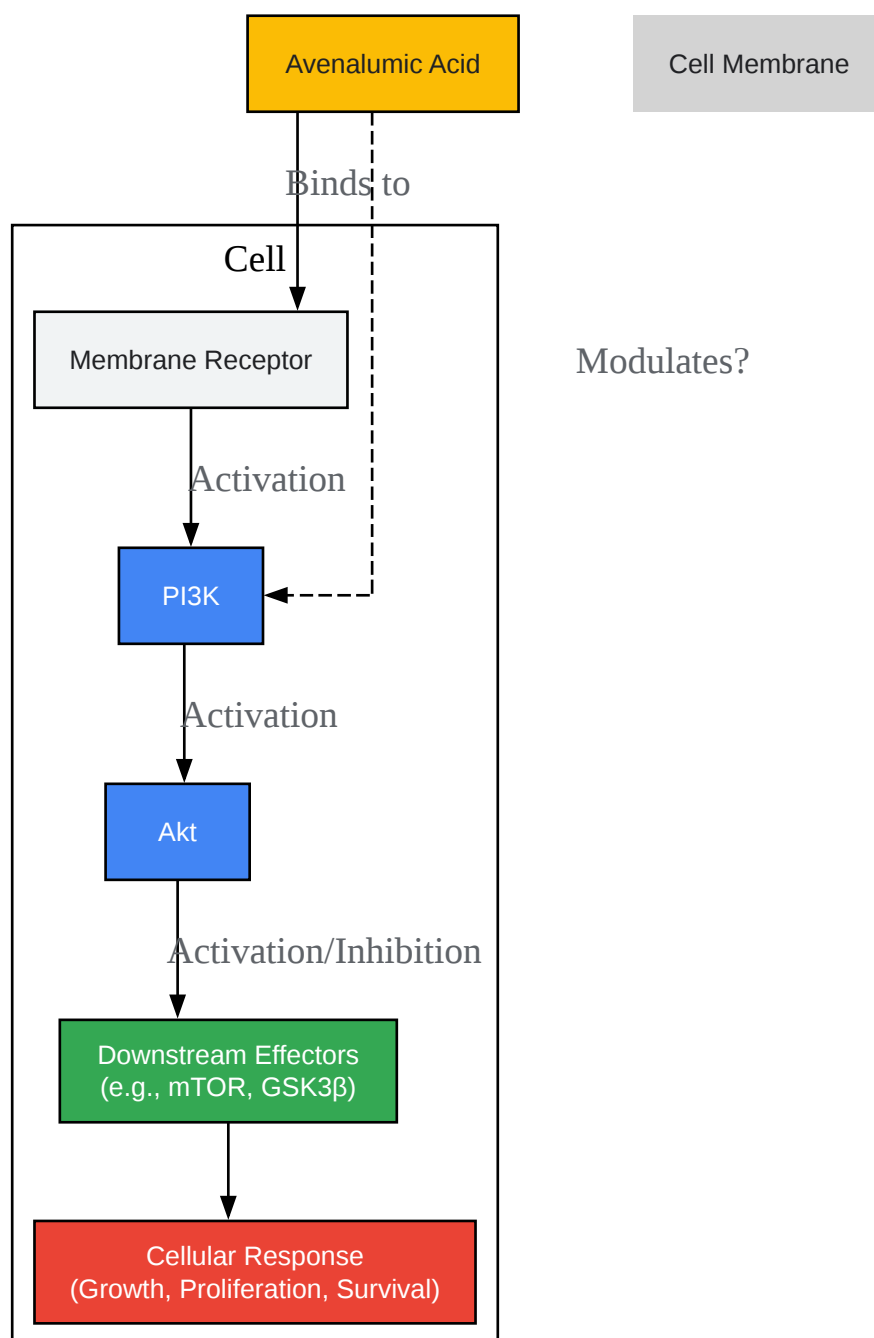 Avenalumic Acid
Cell Membrane
Binds to
Cell
Membrane Receptor
Modulates?
Activation
PI3K
Activation
Akt
Activation/Inhibition
Downstream Effectors
(e.g., mTOR, GSK3β)
Cellular Response
(Growth, Proliferation, Survival)